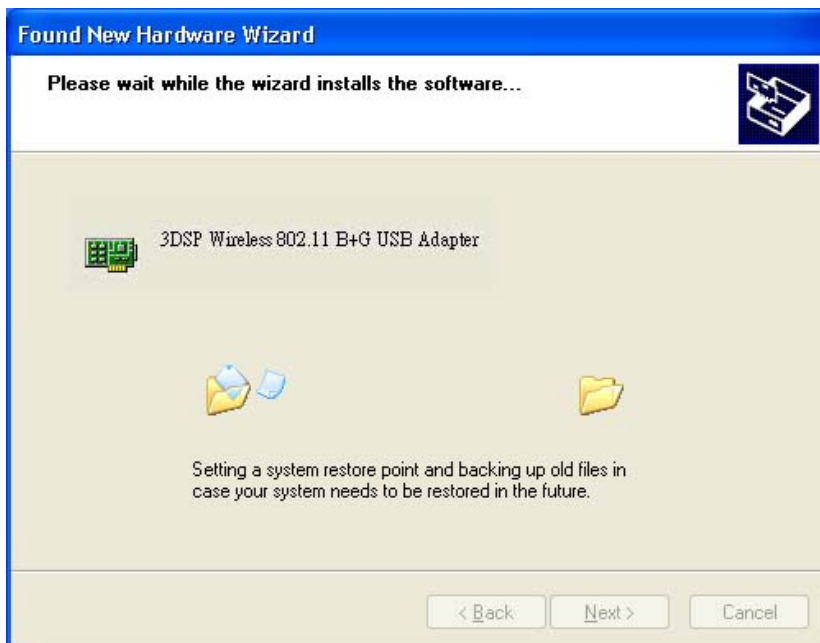 Found New Hardware Wizard
Please wait while the wizard installs the software...
3DSP Wireless 802.11 B+G USB Adapter
Setting a system restore point and backing up old files in
case your system needs to be restored in the future.
< Back
Next >
Cancel